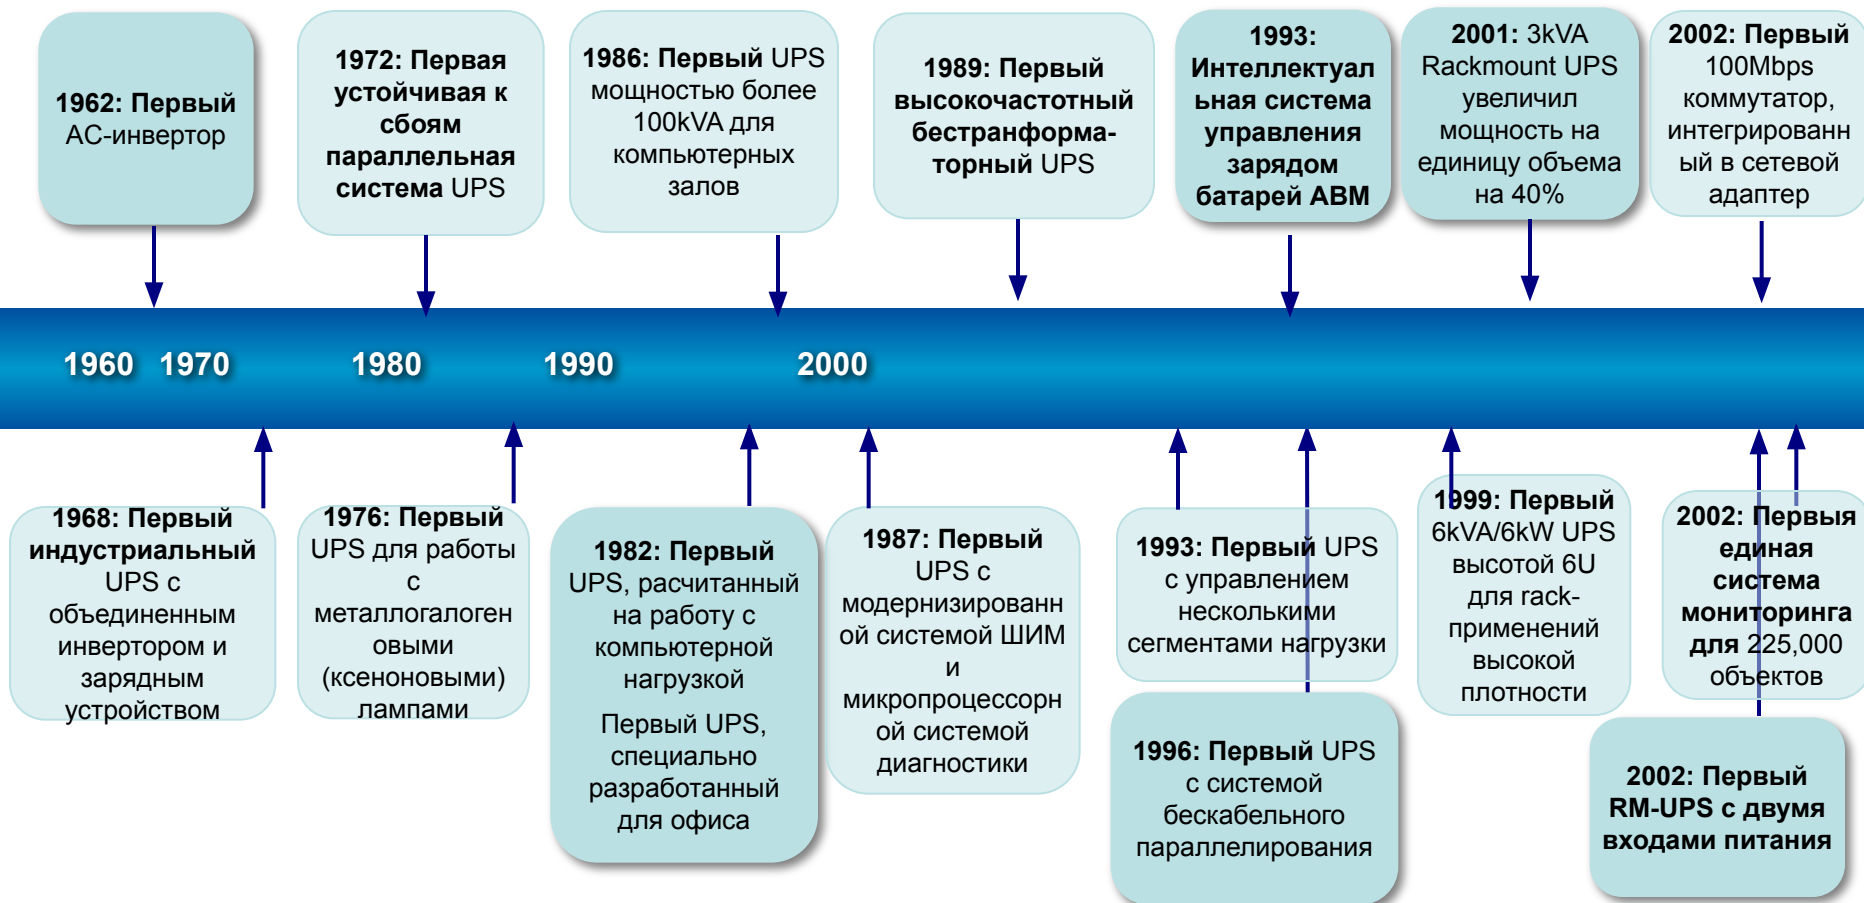 1962: Первый
AC-инвертор
1972: Первая
устойчивая к
сбоям
параллельная
система UPS
1986: Первый UPS
мощностью более
100kVA для
компьютерных
залов
1989: Первый
высокочастотный
бестранформа-
торный UPS
1993:
Интеллектуал
ьная система
управления
зарядом
батарей ABM
2001: 3kVA
Rackmount UPS
увеличил
мощность на
единицу объема
на 40%
2002: Первый
100Mbps
коммутатор,
интегрированн
ый в сетевой
адаптер
1960 1970 1980 1990 2000
1968: Первый
индустриальный
UPS с
объединенным
инвертором и
зарядным
устройством
1976: Первый
UPS для работы
с
металлогалоген
овыми
(ксеноновыми)
лампами
1982: Первый
UPS, расчитанный
на работу с
компьютерной
нагрузкой
Первый UPS,
специально
разработанный
для офиса
1987: Первый
UPS с
модернизированн
ой системой ШИМ
и
микропроцессорн
ой системой
диагностики
1993: Первый UPS
с управлением
несколькими
сегментами нагрузки
1996: Первый UPS
с системой
бескабельного
параллелирования
1999: Первый
6kVA/6kW UPS
высотой 6U
для rack-
применений
высокой
плотности
2002: Первыя
единая
система
мониторинга
для 225,000
объектов
2002: Первый
RM-UPS с двумя
входами питания